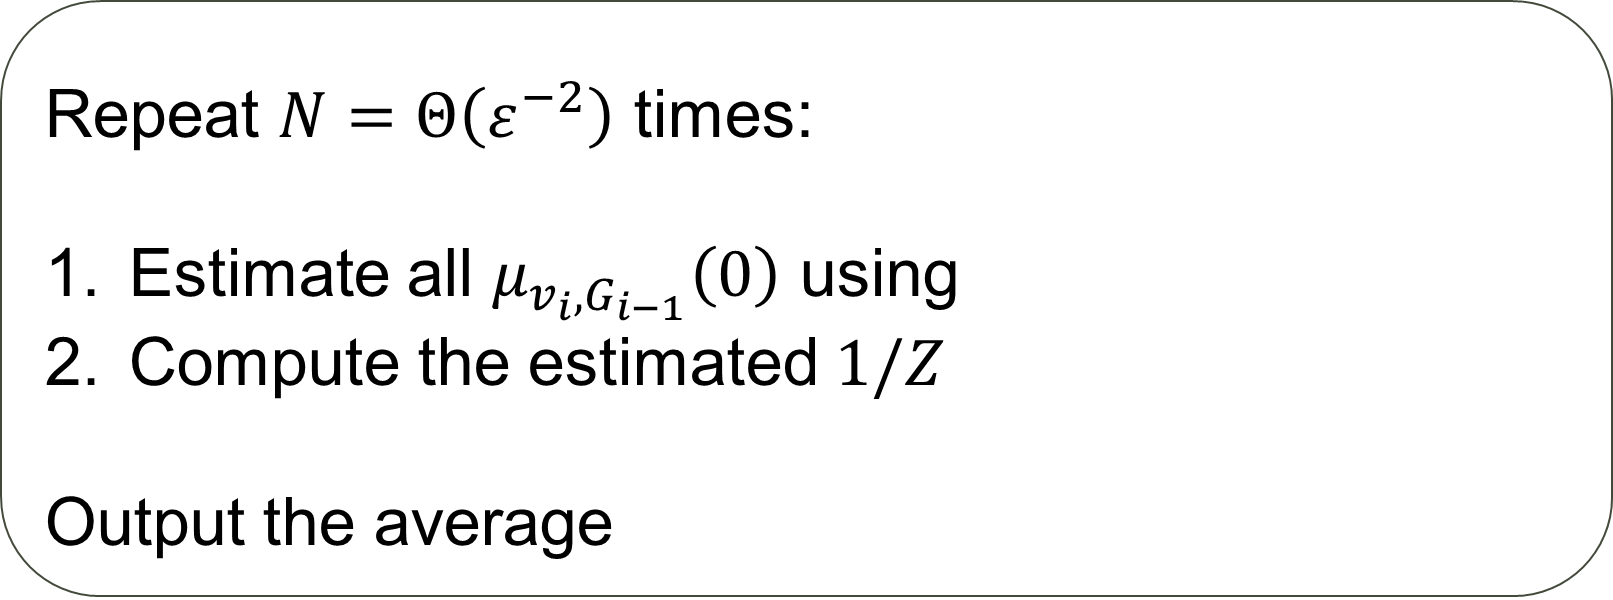 Repeat 𝑁 = Θ(𝜀⁻²) times:
1. Estimate all 𝜇_{𝑣_𝑖,𝐺_{𝑖−1}}(0) using
2. Compute the estimated 1/𝑍
Output the average